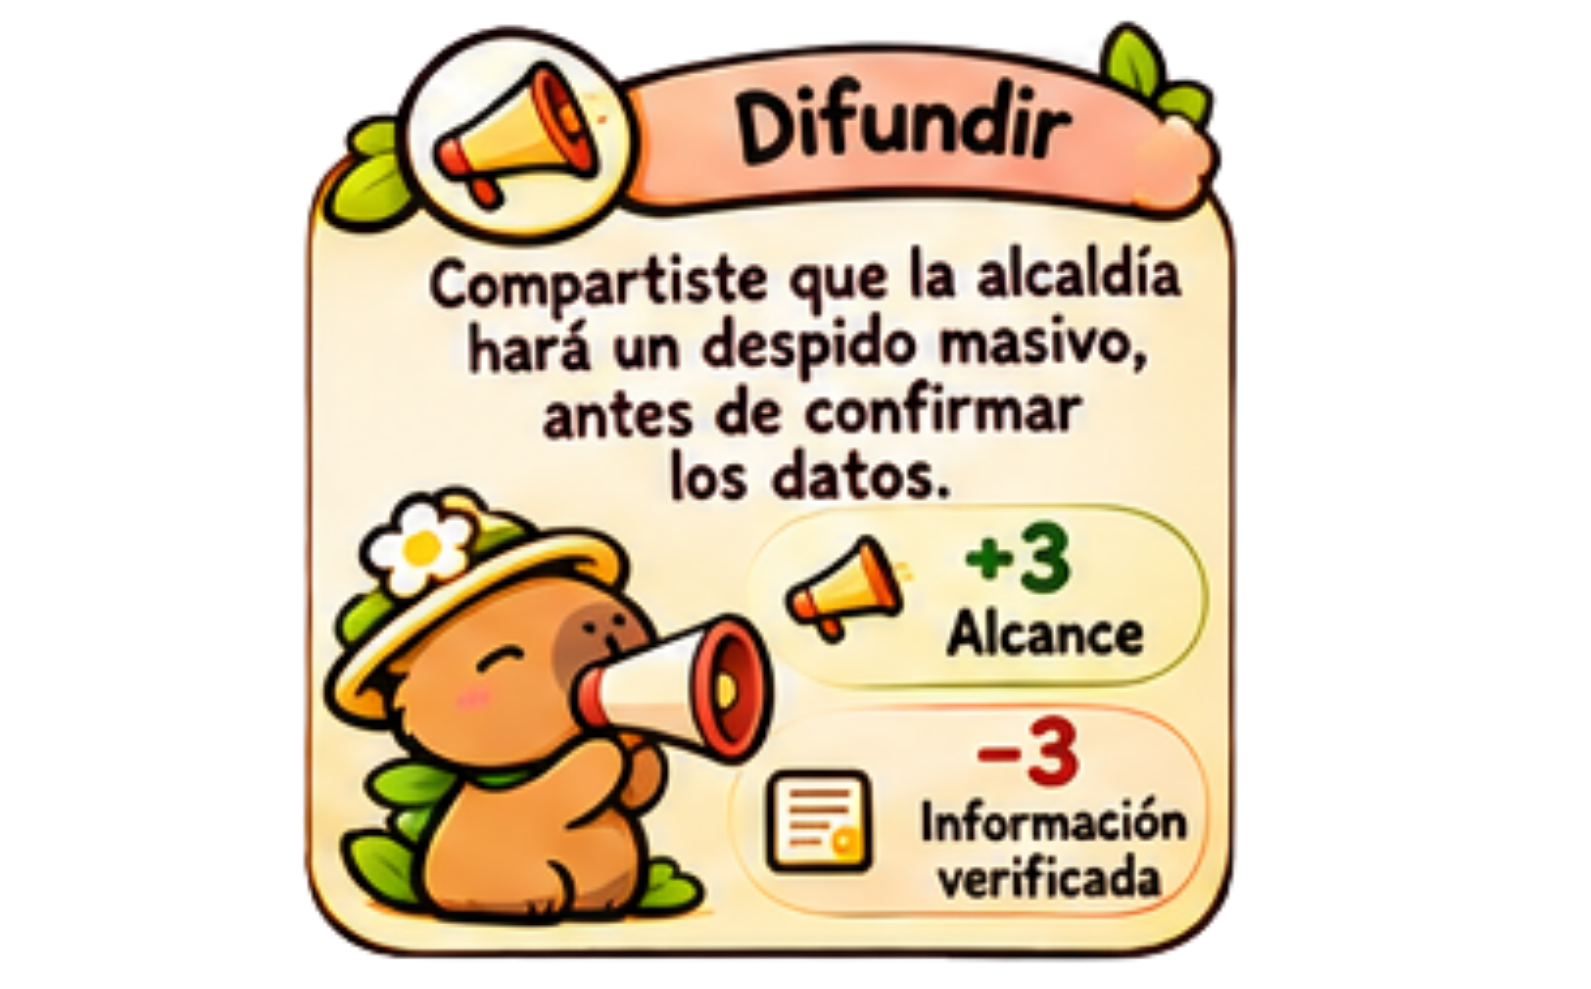 Difundir
Compartiste que la alcaldía
hará un despido masivo,
antes de confirmar
los datos.
+3
Alcance
-3
Información
verificada